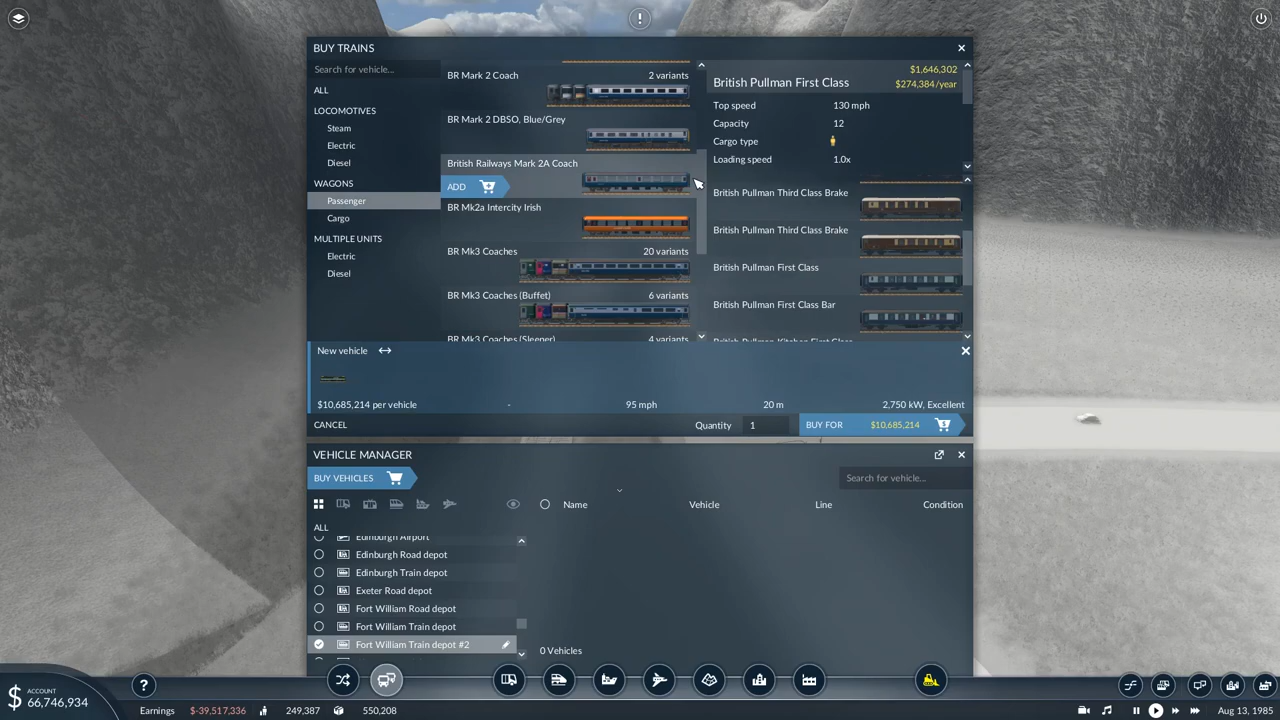 BUY TRAINS
Search for vehicle...
ALL
LOCOMOTIVES
Steam
Electric
Diesel
WAGONS
Passenger
Cargo
MULTIPLE UNITS
Electric
Diesel
BR Mark 2 Coach 2 variants
BR Mark 2 DBSO, Blue/Grey
British Railways Mark 2A Coach
ADD
BR Mk2a Intercity Irish
BR Mk3 Coaches 20 variants
BR Mk3 Coaches (Buffet) 6 variants
BR Mk3 Coaches (Sleeper) 4 variants
$1,646,302
British Pullman First Class
$274,384/year
Top speed 130 mph
Capacity 12
Cargo type
Loading speed 1.0x
British Pullman Third Class Brake
British Pullman Third Class Brake
British Pullman First Class
British Pullman First Class Bar
British Pullman Kitchen First Class
New vehicle
$10,685,214 per vehicle - 95 mph 20 m 2,750 kW, Excellent
CANCEL Quantity 1 BUY FOR $10,685,214
VEHICLE MANAGER
BUY VEHICLES Search for vehicle...
Name Vehicle Line Condition
ALL
Edinburgh Airport
Edinburgh Road depot
Edinburgh Train depot
Exeter Road depot
Fort William Road depot
Fort William Train depot
Fort William Train depot #2
0 Vehicles
$ ACCOUNT
66,746,934
?
Earnings $-39,517,336 249,387 550,208 Aug 13, 1985